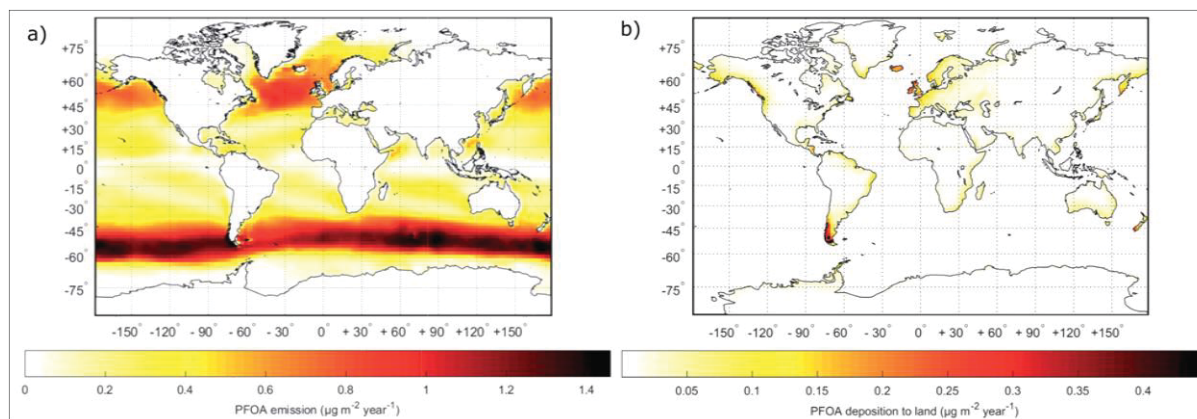 a)
+75°
+60°
+45°
+30°
+15°
0°
-15°
-30°
-45°
-60°
-75°
-150° -120° - 90° - 60° - 30° 0° + 30° + 60° + 90° +120° +150°
0 0.2 0.4 0.6 0.8 1 1.2 1.4
PFOA emission (µg m⁻² year⁻¹)
b)
+75°
+60°
+45°
+30°
+15°
0°
-15°
-30°
-45°
-60°
-75°
-150° -120° - 90° - 60° - 30° 0° + 30° + 60° + 90° +120° +150°
0.05 0.1 0.15 0.2 0.25 0.3 0.35 0.4
PFOA deposition to land (µg m⁻² year⁻¹)